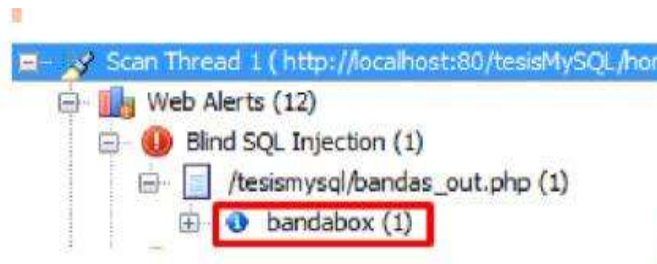 Scan Thread 1 ( http://localhost:80/tesisMySQL/hor
Web Alerts (12)
Blind SQL Injection (1)
/tesismysql/bandas_out.php (1)
bandabox (1)